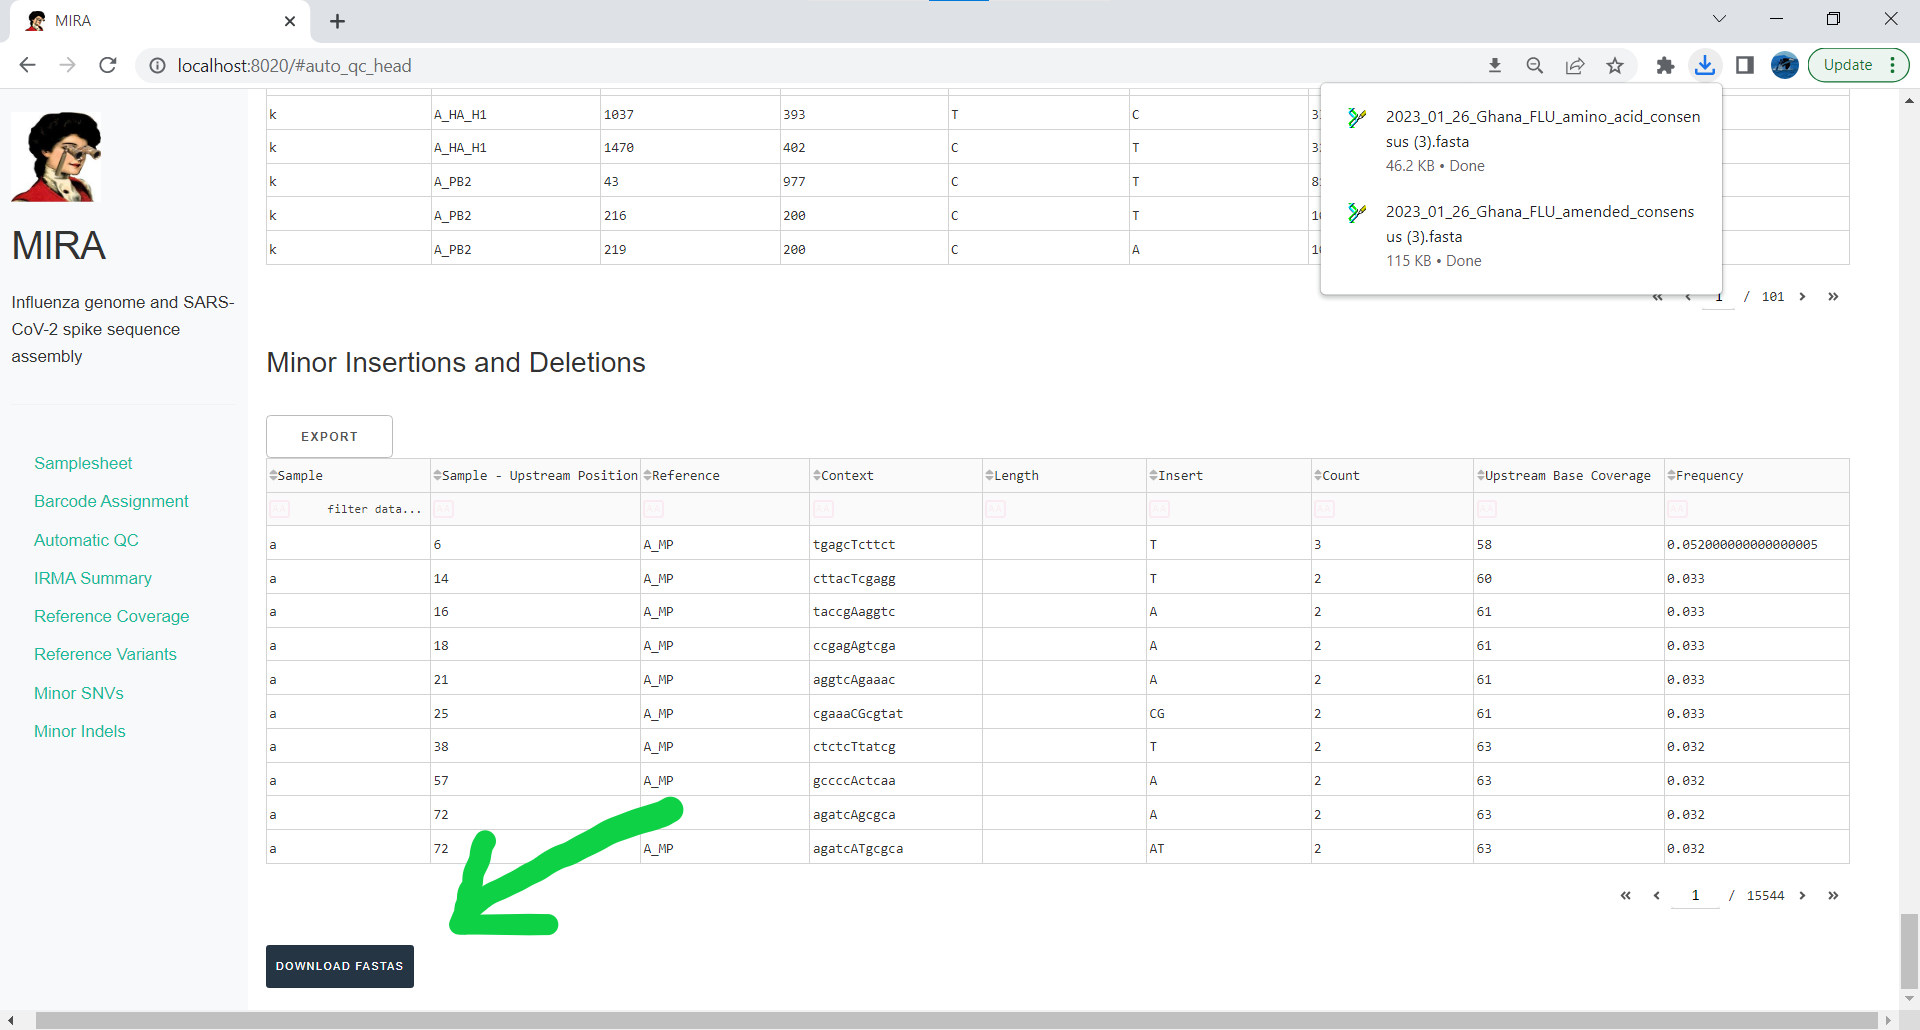 MIRA
localhost:8020/#auto_qc_head
Update
2023_01_26_Ghana_FLU_amino_acid_consen
sus (3).fasta
46.2 KB • Done
2023_01_26_Ghana_FLU_amended_consens
us (3).fasta
115 KB • Done
MIRA
Influenza genome and SARS-
CoV-2 spike sequence
assembly
Samplesheet
Barcode Assignment
Automatic QC
IRMA Summary
Reference Coverage
Reference Variants
Minor SNVs
Minor Indels
k A_HA_H1 1037 393 T C
k A_HA_H1 1470 402 C T
k A_PB2 43 977 C T
k A_PB2 216 200 C T
k A_PB2 219 200 C A
« ‹ 1 / 101 › »
Minor Insertions and Deletions
EXPORT
Sample Sample - Upstream Position Reference Context Length Insert Count Upstream Base Coverage Frequency
filter data...
a 6 A_MP tgagcTcttct T 3 58 0.052000000000000005
a 14 A_MP cttacTcgagg T 2 60 0.033
a 16 A_MP taccgAaggtc A 2 61 0.033
a 18 A_MP ccgagAgtcga A 2 61 0.033
a 21 A_MP aggtcAgaaac A 2 61 0.033
a 25 A_MP cgaaaCGcgtat CG 2 61 0.033
a 38 A_MP ctctcTtatcg T 2 63 0.032
a 57 A_MP gccccActcaa A 2 63 0.032
a 72 agatcAgcgca A 2 63 0.032
a 72 A_MP agatcATgcgca AT 2 63 0.032
« ‹ 1 / 15544 › »
DOWNLOAD FASTAS